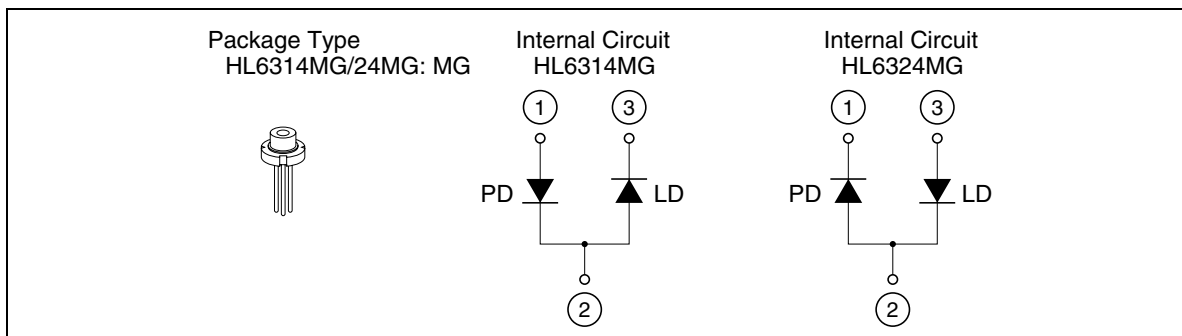 Package Type
HL6314MG/24MG: MG
Internal Circuit
HL6314MG
1 3
PD LD
2
Internal Circuit
HL6324MG
1 3
PD LD
2